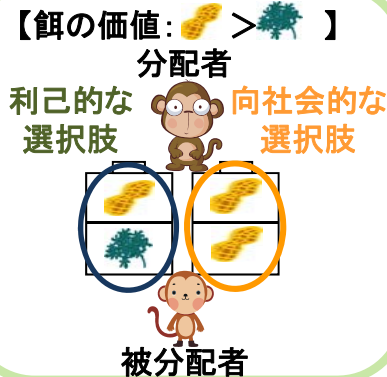 【餌の価値： ＞ 】
分配者
利己的な
選択肢
向社会的な
選択肢
被分配者